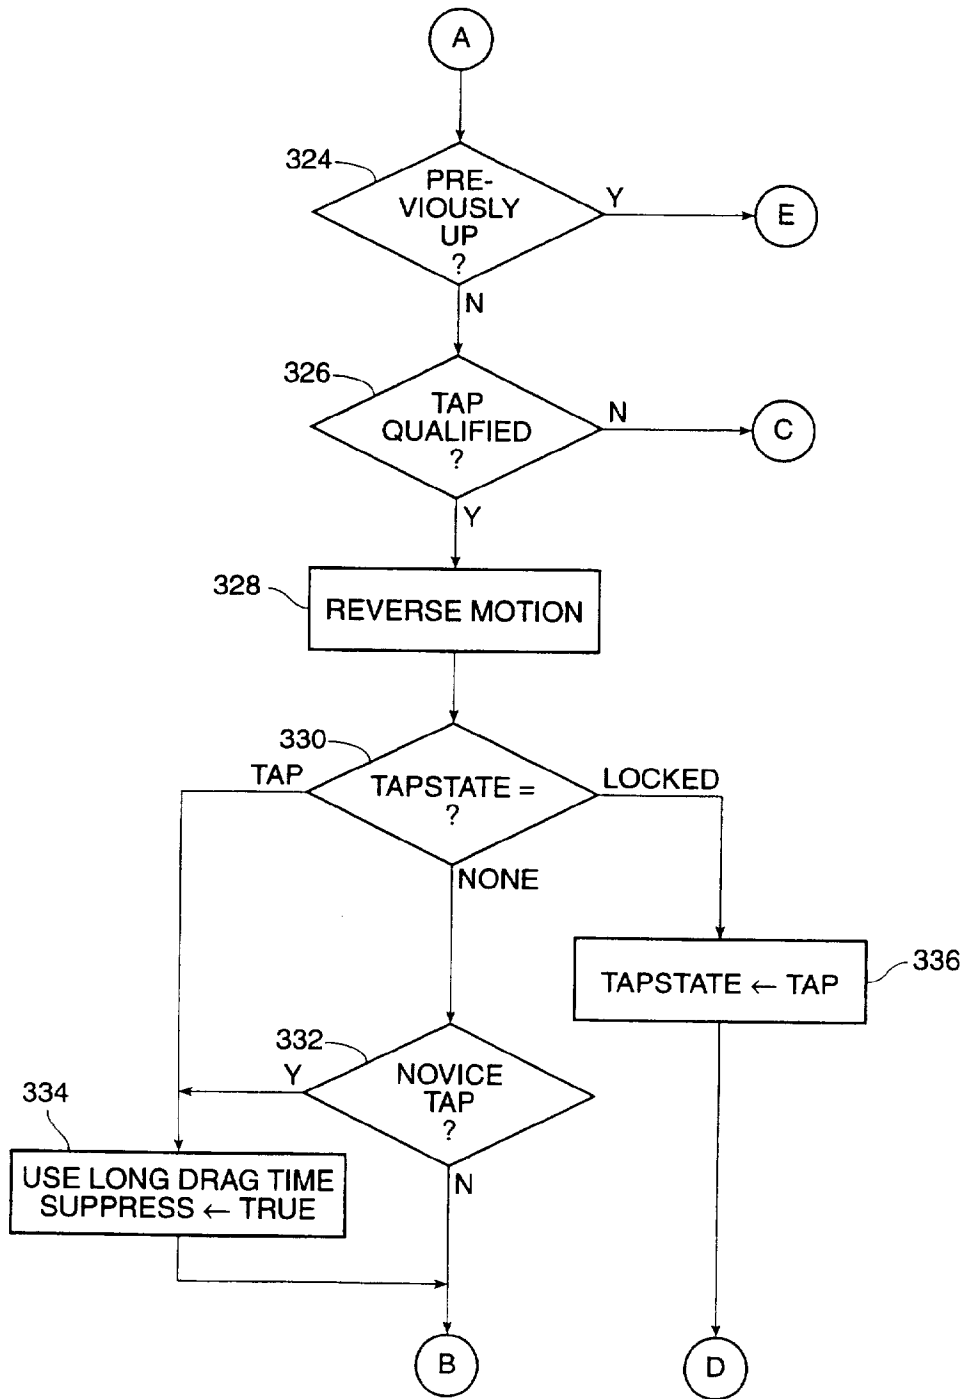 A
324
PRE-
VIOUSLY
UP
?
Y
E
N
326
TAP
QUALIFIED
?
N
C
Y
328
REVERSE MOTION
330
TAP
TAPSTATE =
?
LOCKED
NONE
336
TAPSTATE ← TAP
332
Y
NOVICE
TAP
?
334
N
USE LONG DRAG TIME
SUPPRESS ← TRUE
B
D